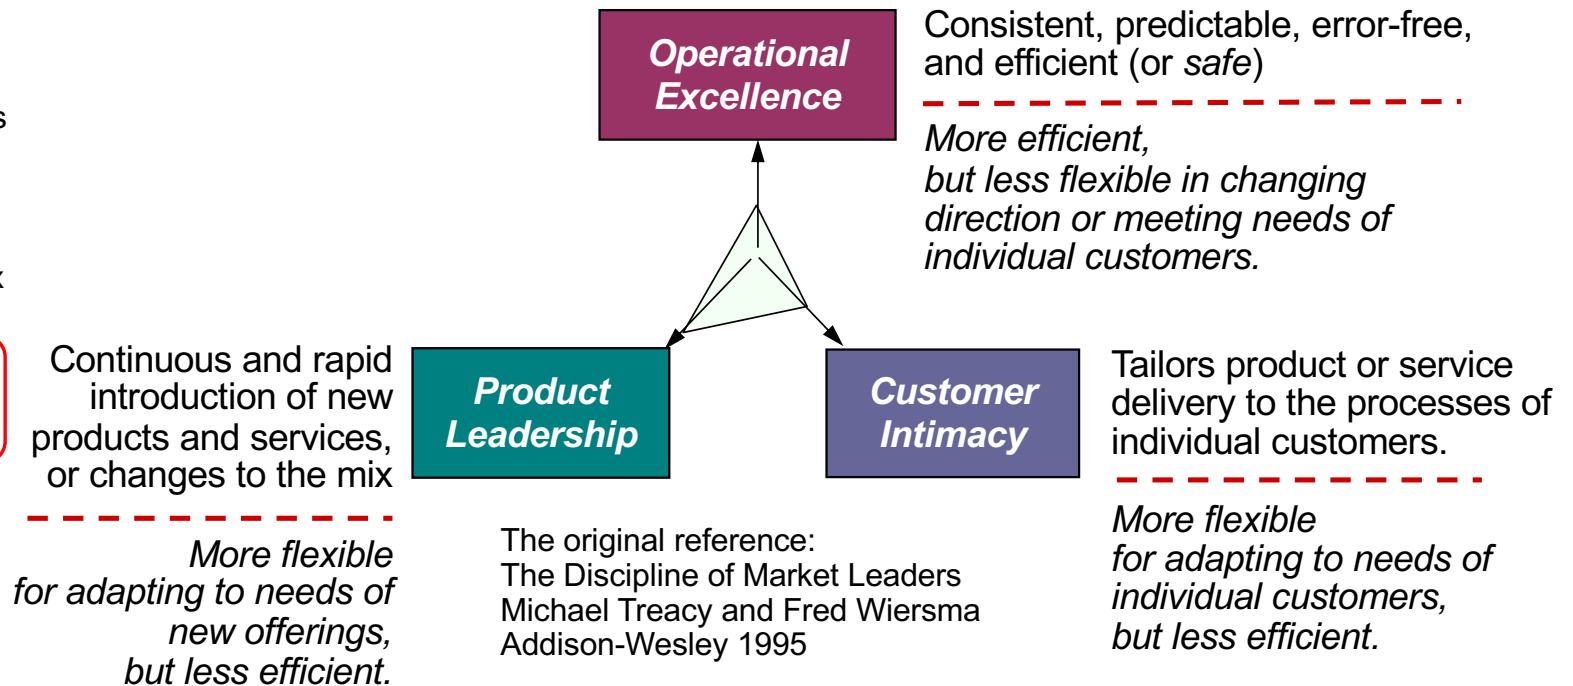 Operational
Excellence
Consistent, predictable, error-free,
and efficient (or safe)
More efficient,
but less flexible in changing
direction or meeting needs of
individual customers.
s
x
Continuous and rapid
introduction of new
products and services,
or changes to the mix
More flexible
for adapting to needs of
new offerings,
but less efficient.
Product
Leadership
Customer
Intimacy
Tailors product or service
delivery to the processes of
individual customers.
More flexible
for adapting to needs of
individual customers,
but less efficient.
The original reference:
The Discipline of Market Leaders
Michael Treacy and Fred Wiersma
Addison-Wesley 1995